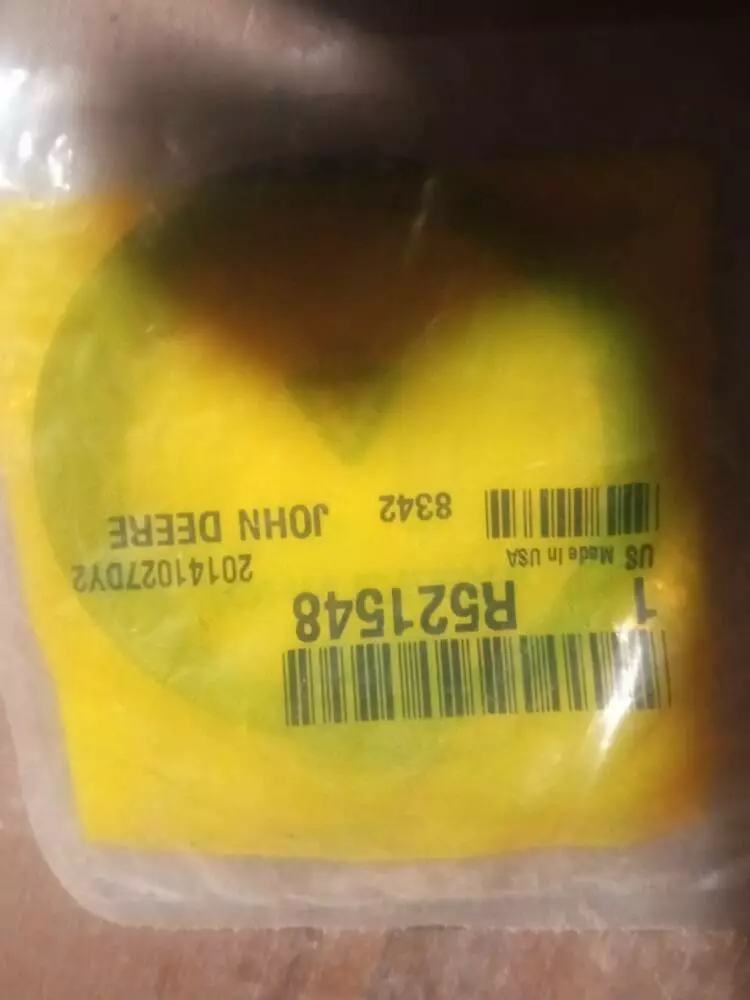 1 R521548
US Made in USA 20141027DY2
8342 JOHN DEERE